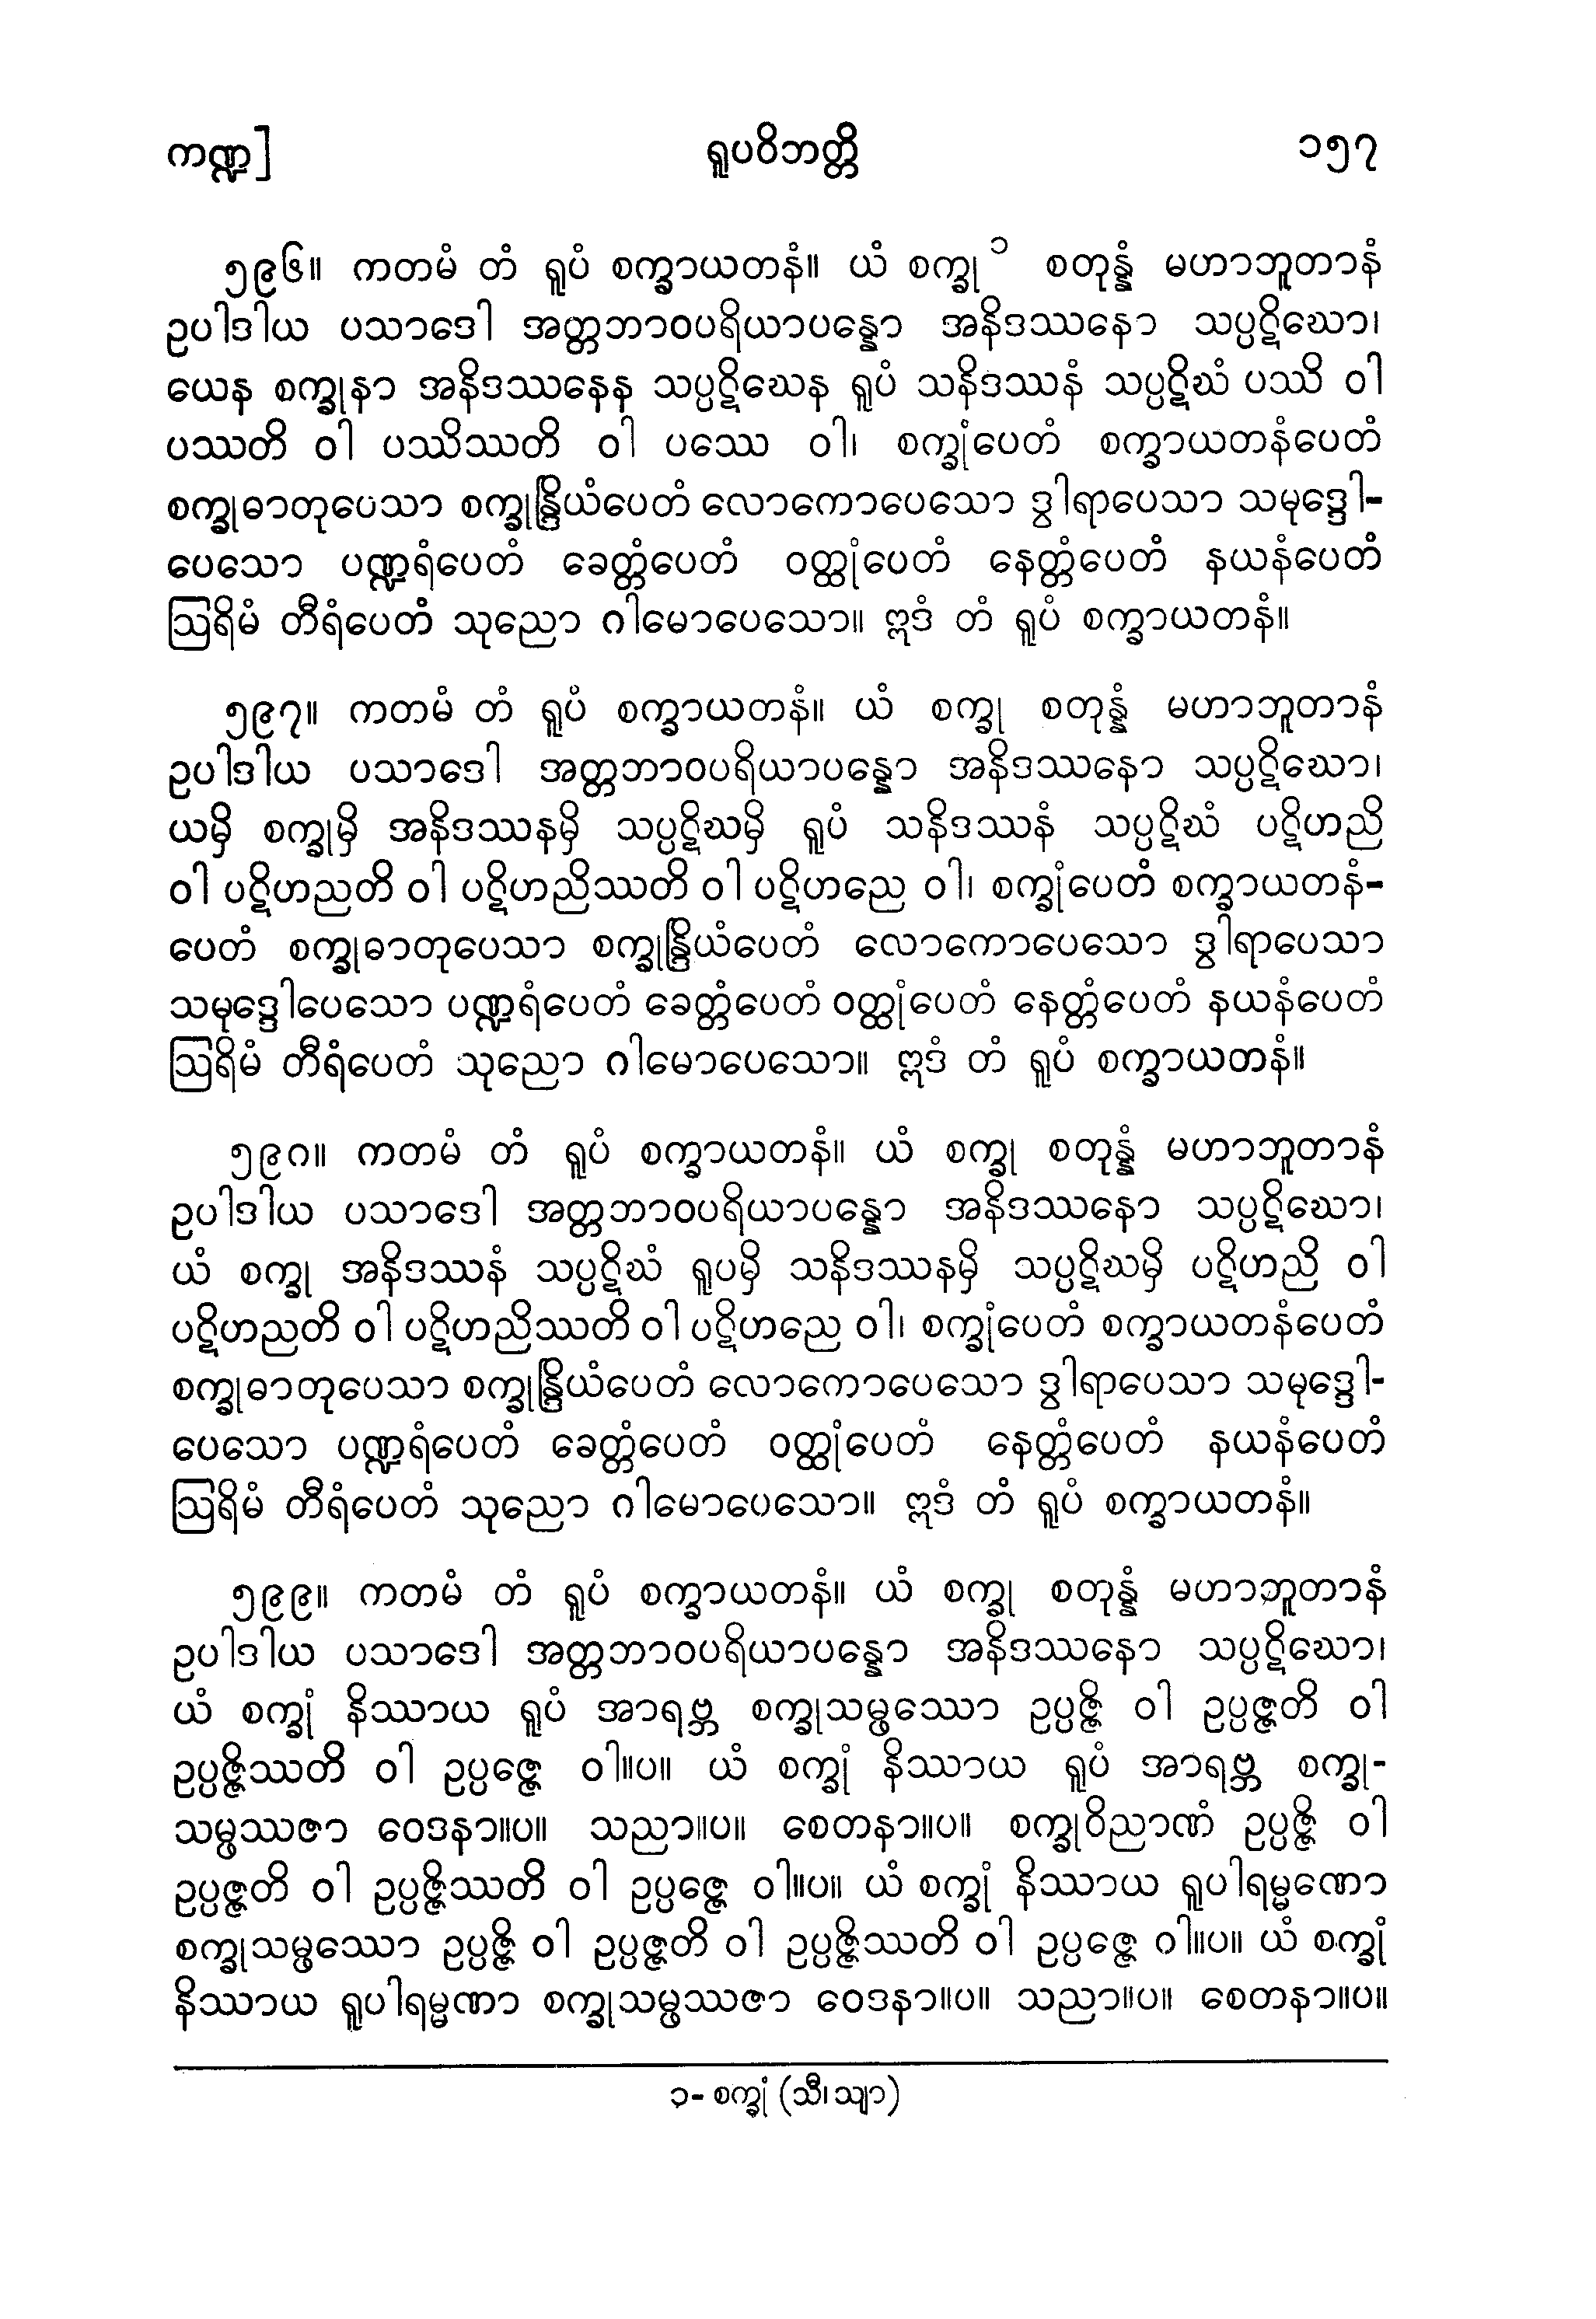 ကဏ္ဍ] ရူပဝိဘတ္တိ ၁၅၇
၅၉၆။ ကတမံ တံ ရူပံ စက္ခာယတနံ။ ယံ စက္ခု ၁ စတုန္နံ မဟာဘူတာနံ
ဥပါဒါယ ပသာဒေါ အတ္တဘာဝပရိယာပန္နော အနိဒဿနော သပ္ပဋိဃော၊
ယေန စက္ခုနာ အနိဒဿနေန သပ္ပဋိဃေန ရူပံ သနိဒဿနံ သပ္ပဋိဃံ ပဿိ ဝါ
ပဿတိ ဝါ ပဿိဿတိ ဝါ ပဿေ ဝါ၊ စက္ခုံပေတံ စက္ခာယတနံပေတံ
စက္ခုဓာတုပေသာ စက္ခုန္ဒြိယံပေတံ လောကောပေသော ဒွါရာပေသာ သမုဒ္ဒေါ-
ပေသော ပဏ္ဍရံပေတံ ခေတ္တံပေတံ ဝတ္ထုံပေတံ နေတ္တံပေတံ နယနံပေတံ
ဩရိမံ တီရံပေတံ သုညော ဂါမောပေသော။ ဣဒံ တံ ရူပံ စက္ခာယတနံ။
၅၉၇။ ကတမံ တံ ရူပံ စက္ခာယတနံ။ ယံ စက္ခု စတုန္နံ မဟာဘူတာနံ
ဥပါဒါယ ပသာဒေါ အတ္တဘာဝပရိယာပန္နော အနိဒဿနော သပ္ပဋိဃော၊
ယမှိ စက္ခုမှိ အနိဒဿနမှိ သပ္ပဋိဃမှိ ရူပံ သနိဒဿနံ သပ္ပဋိဃံ ပဋိဟညိ
ဝါ ပဋိဟညတိ ဝါ ပဋိဟညိဿတိ ဝါ ပဋိဟညေ ဝါ၊ စက္ခုံပေတံ စက္ခာယတနံ-
ပေတံ စက္ခုဓာတုပေသာ စက္ခုန္ဒြိယံပေတံ လောကောပေသော ဒွါရာပေသာ
သမုဒ္ဒေါပေသော ပဏ္ဍရံပေတံ ခေတ္တံပေတံ ဝတ္ထုံပေတံ နေတ္တံပေတံ နယနံပေတံ
ဩရိမံ တီရံပေတံ သုညော ဂါမောပေသော။ ဣဒံ တံ ရူပံ စက္ခာယတနံ။
၅၉၈။ ကတမံ တံ ရူပံ စက္ခာယတနံ။ ယံ စက္ခု စတုန္နံ မဟာဘူတာနံ
ဥပါဒါယ ပသာဒေါ အတ္တဘာဝပရိယာပန္နော အနိဒဿနော သပ္ပဋိဃော၊
ယံ စက္ခု အနိဒဿနံ သပ္ပဋိဃံ ရူပမှိ သနိဒဿနမှိ သပ္ပဋိဃမှိ ပဋိဟညိ ဝါ
ပဋိဟညတိ ဝါ ပဋိဟညိဿတိ ဝါ ပဋိဟညေ ဝါ၊ စက္ခုံပေတံ စက္ခာယတနံပေတံ
စက္ခုဓာတုပေသာ စက္ခုန္ဒြိယံပေတံ လောကောပေသော ဒွါရာပေသာ သမုဒ္ဒေါ-
ပေသော ပဏ္ဍရံပေတံ ခေတ္တံပေတံ ဝတ္ထုံပေတံ နေတ္တံပေတံ နယနံပေတံ
ဩရိမံ တီရံပေတံ သုညော ဂါမောပေသော။ ဣဒံ တံ ရူပံ စက္ခာယတနံ။
၅၉၉။ ကတမံ တံ ရူပံ စက္ခာယတနံ။ ယံ စက္ခု စတုန္နံ မဟာဘူတာနံ
ဥပါဒါယ ပသာဒေါ အတ္တဘာဝပရိယာပန္နော အနိဒဿနော သပ္ပဋိဃော၊
ယံ စက္ခုံ နိဿာယ ရူပံ အာရဗ္ဘ စက္ခုသမ္ဖဿော ဥပ္ပဇ္ဇိ ဝါ ဥပ္ပဇ္ဇတိ ဝါ
ဥပ္ပဇ္ဇိဿတိ ဝါ ဥပ္ပဇ္ဇေ ဝါ။ပ။ ယံ စက္ခုံ နိဿာယ ရူပံ အာရဗ္ဘ စက္ခု-
သမ္ဖဿဇာ ဝေဒနာ။ပ။ သညာ။ပ။ စေတနာ။ပ။ စက္ခုဝိညာဏံ ဥပ္ပဇ္ဇိ ဝါ
ဥပ္ပဇ္ဇတိ ဝါ ဥပ္ပဇ္ဇိဿတိ ဝါ ဥပ္ပဇ္ဇေ ဝါ။ပ။ ယံ စက္ခုံ နိဿာယ ရူပါရမ္မဏော
စက္ခုသမ္ဖဿော ဥပ္ပဇ္ဇိ ဝါ ဥပ္ပဇ္ဇတိ ဝါ ဥပ္ပဇ္ဇိဿတိ ဝါ ဥပ္ပဇ္ဇေ ဝါ။ပ။ ယံ စက္ခုံ
နိဿာယ ရူပါရမ္မဏာ စက္ခုသမ္ဖဿဇာ ဝေဒနာ။ပ။ သညာ။ပ။ စေတနာ။ပ။
၁- စက္ခုံ (သီ၊ သျာ)